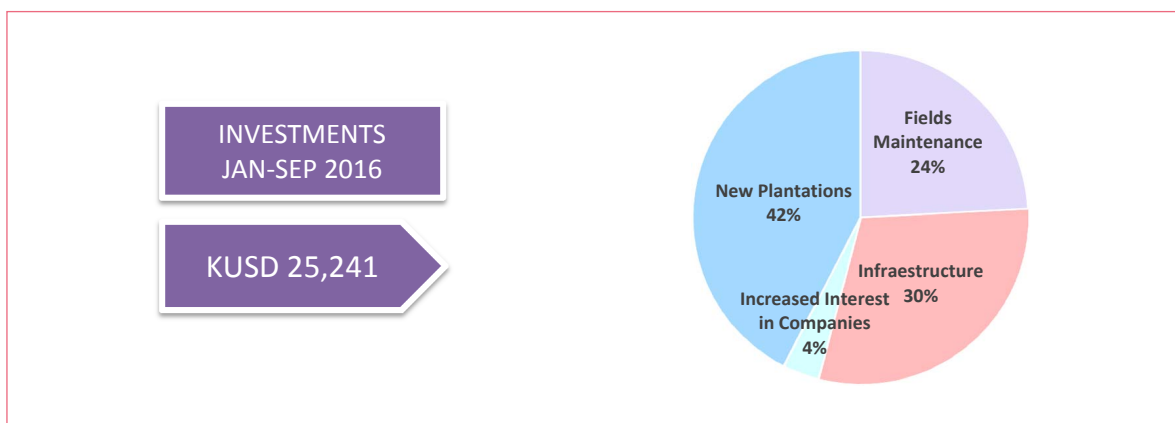 INVESTMENTS
JAN-SEP 2016
KUSD 25,241
Fields
Maintenance
24%
New Plantations
42%
Infraestructure
30%
Increased Interest
in Companies
4%